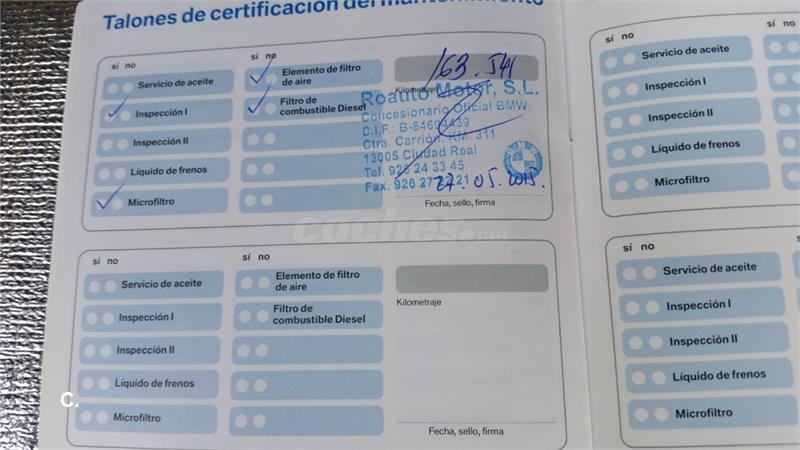 Talones de certificación del mantenimiento
sí no
sí no
Servicio de aceite
Inspección I
Inspección II
Líquido de frenos
Microfiltro
Elemento de filtro
de aire
Filtro de
combustible Diesel
163.541
Kilometraje
Roauto Motor, S.L.
Concesionario Oficial BMW
C.I.F.: B-84604439
Ctra. Carrión, KM. 311
13005 Ciudad Real
Tel. 926 24 33 45
Fax. 926 27 21
27.05.2015.
Fecha, sello, firma
coches.net
sí no
sí no
Servicio de aceite
Inspección I
Inspección II
Líquido de frenos
Microfiltro
Elemento de filtro
de aire
Filtro de
combustible Diesel
Kilometraje
Fecha, sello, firma
C.
sí no
Servicio de aceite
Inspección I
Inspección II
Líquido de frenos
Microfiltro
sí no
Servicio de aceite
Inspección I
Inspección II
Líquido de frenos
Microfiltro